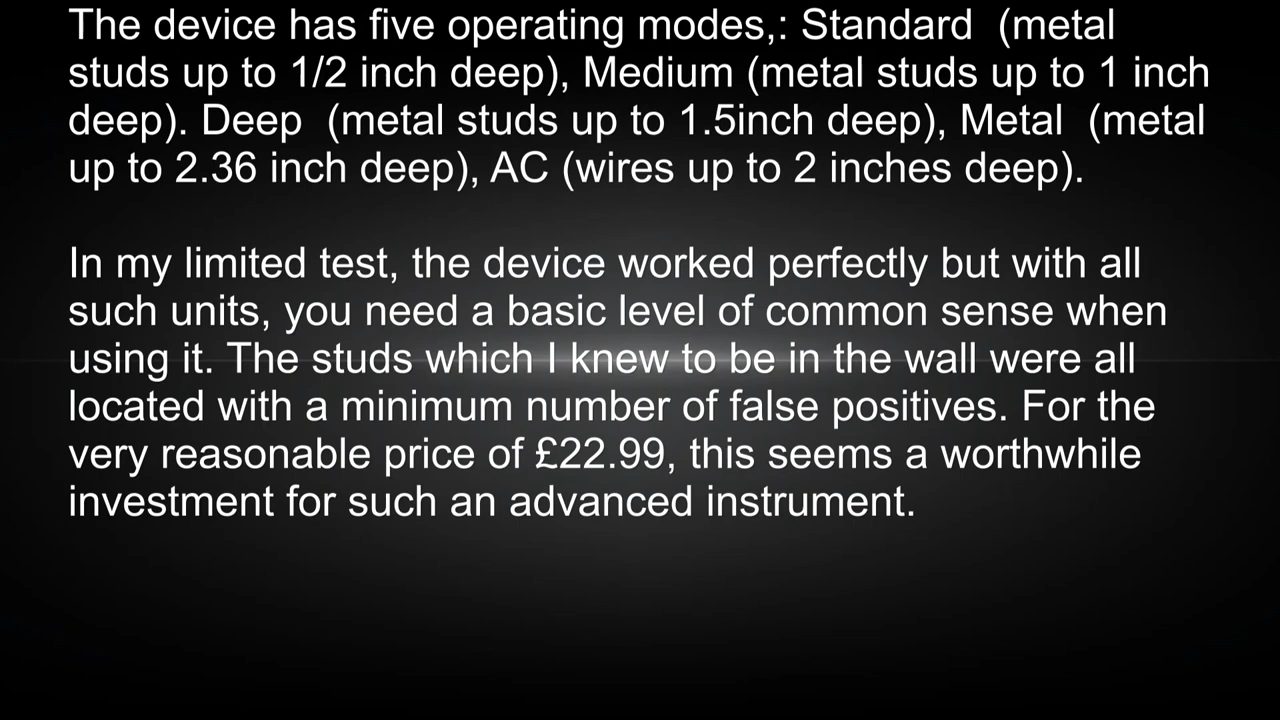 The device has five operating modes,: Standard  (metal
studs up to 1/2 inch deep), Medium (metal studs up to 1 inch
deep). Deep  (metal studs up to 1.5inch deep), Metal  (metal
up to 2.36 inch deep), AC (wires up to 2 inches deep).
In my limited test, the device worked perfectly but with all
such units, you need a basic level of common sense when
using it. The studs which I knew to be in the wall were all
located with a minimum number of false positives. For the
very reasonable price of £22.99, this seems a worthwhile
investment for such an advanced instrument.